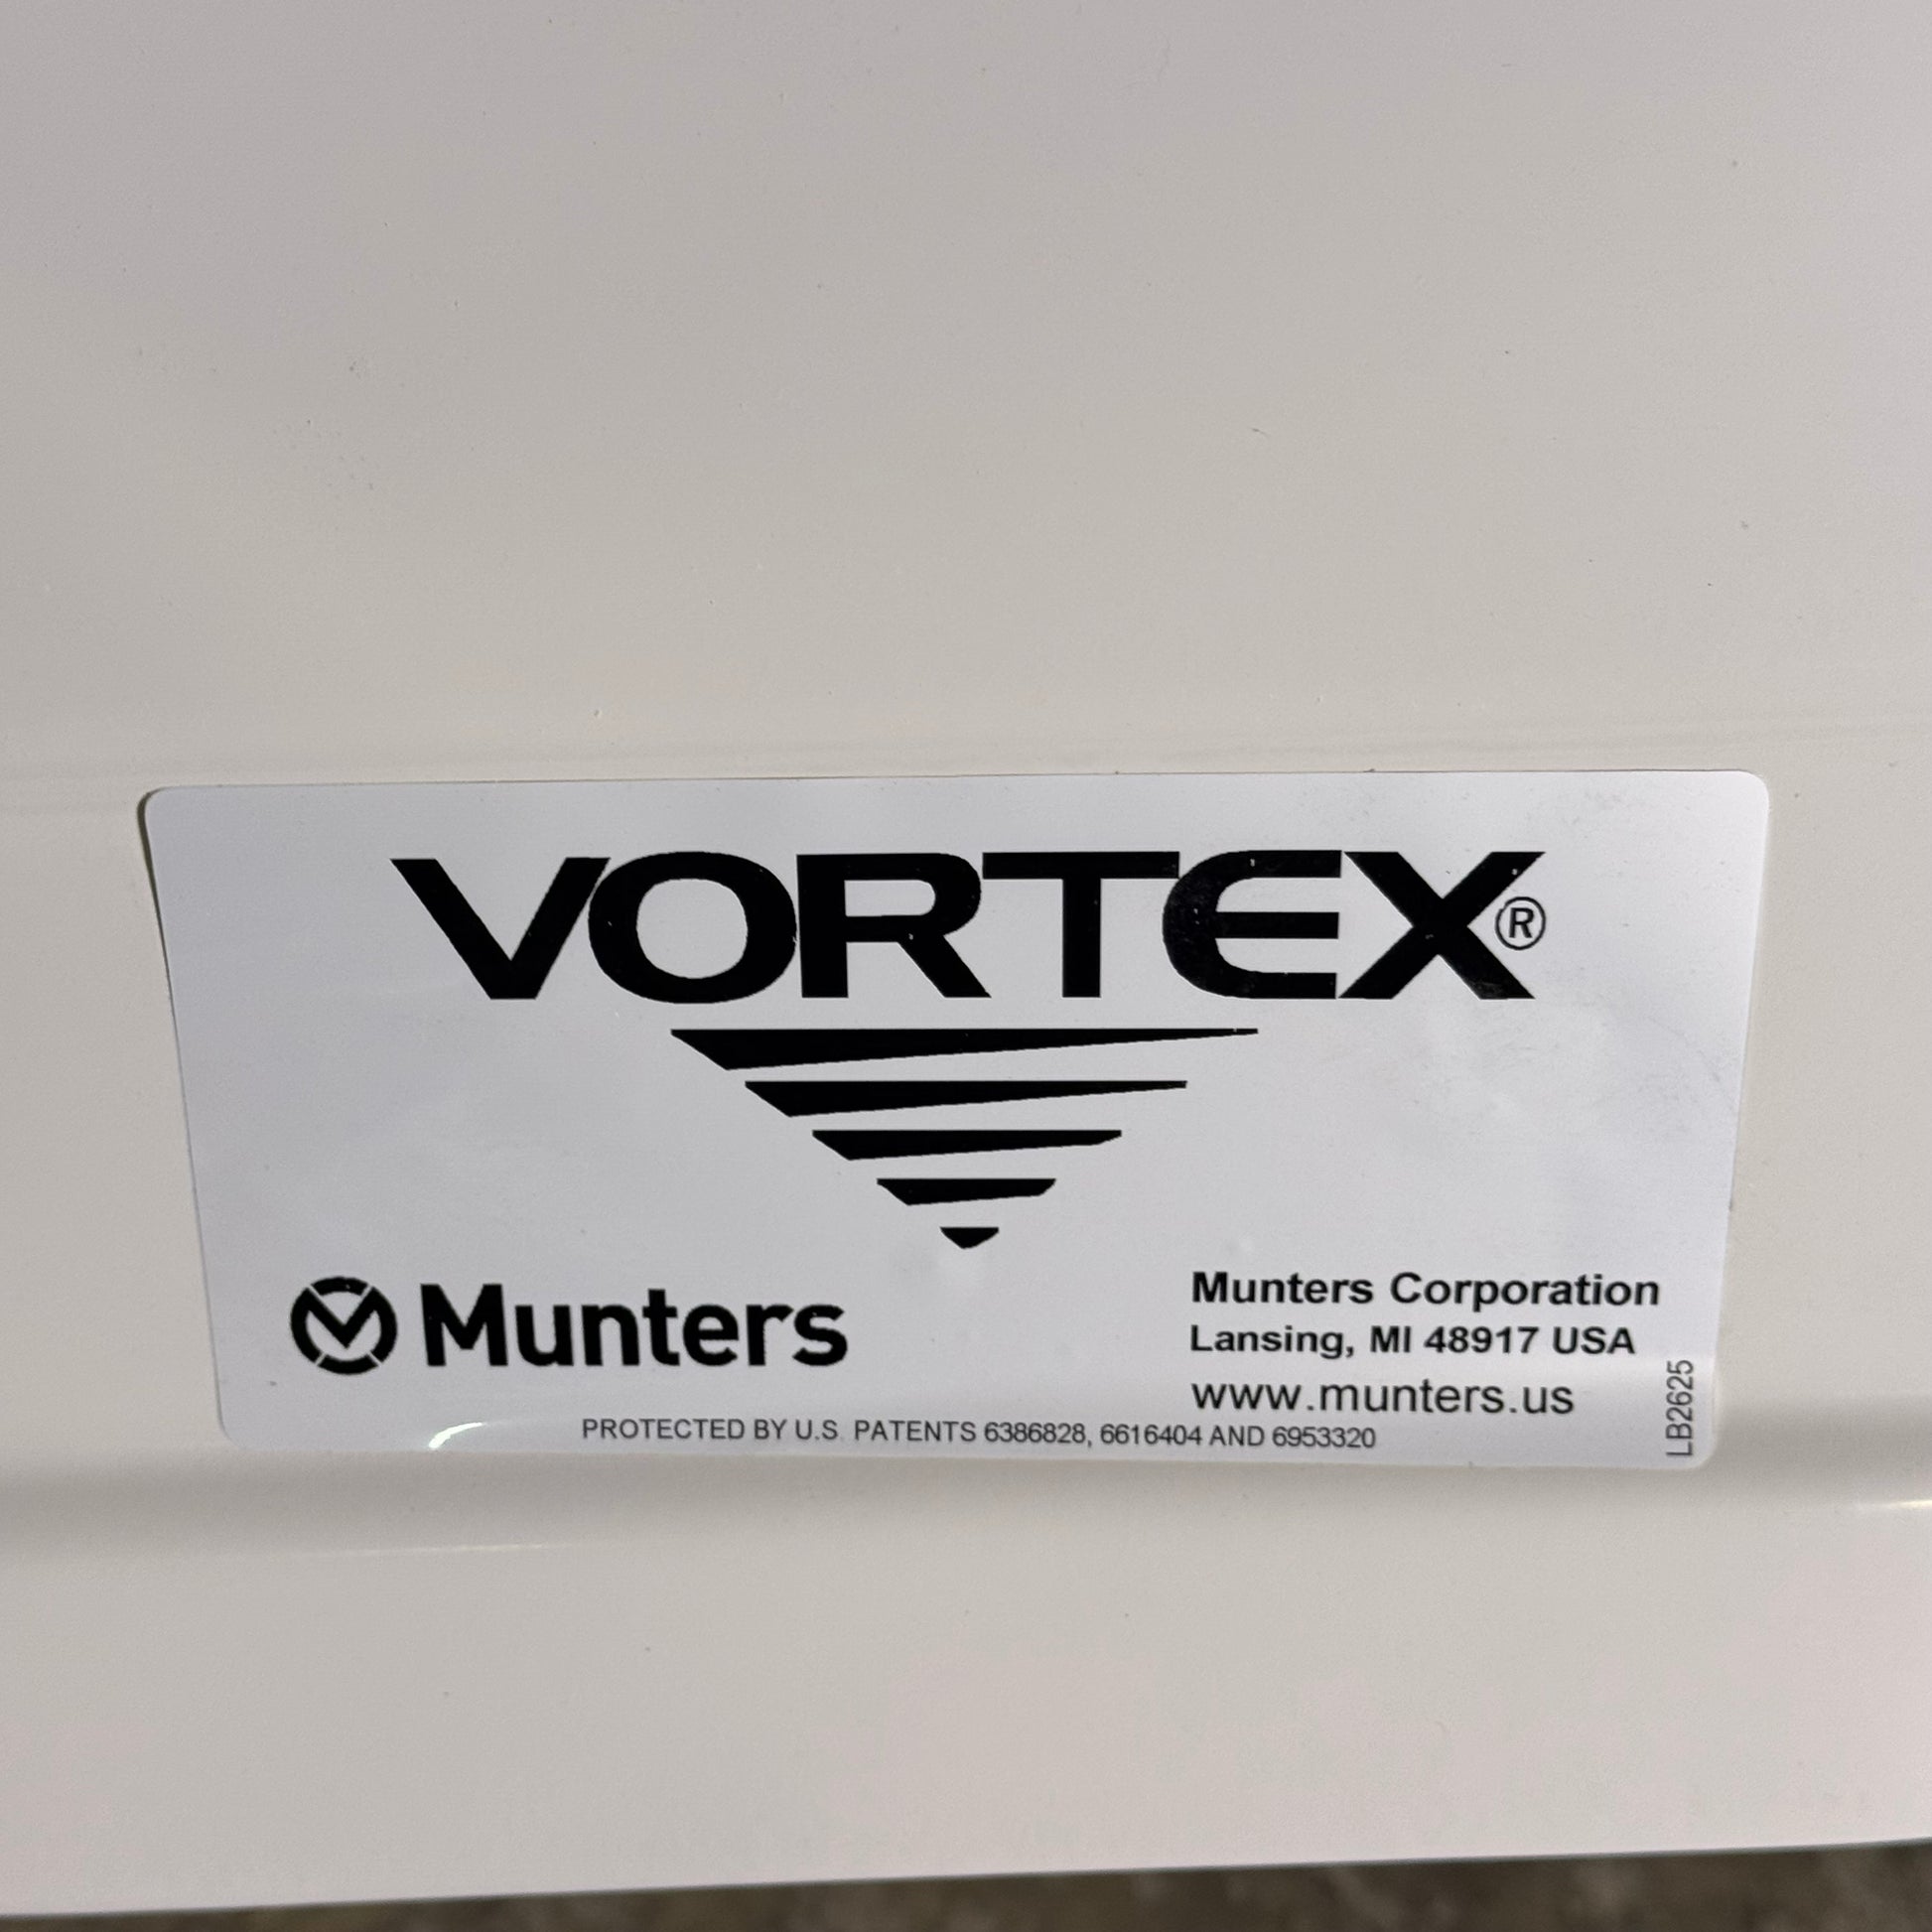 VORTEX®
Munters
Munters Corporation
Lansing, MI 48917 USA
www.munters.us
PROTECTED BY U.S. PATENTS 6386828, 6616404 AND 6953320
LB2625